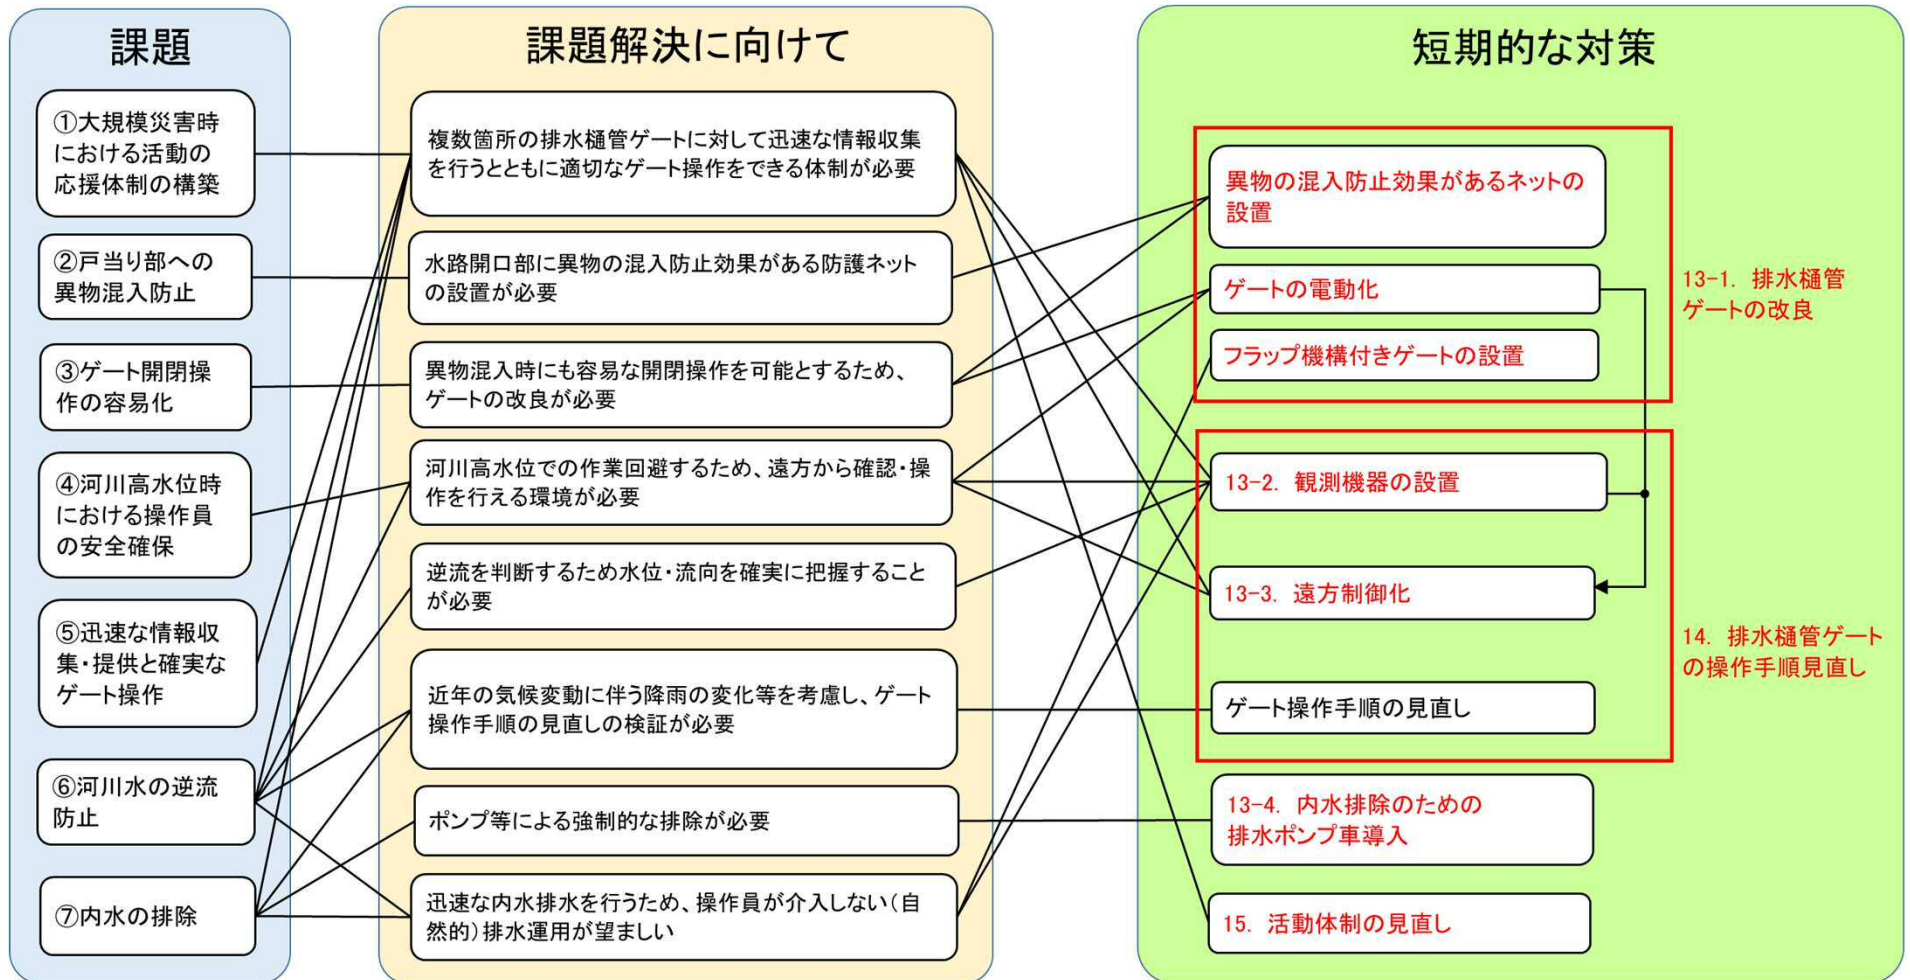 課題
①大規模災害時
における活動の
応援体制の構築
②戸当り部への
異物混入防止
③ゲート開閉操
作の容易化
④河川高水位時
における操作員
の安全確保
⑤迅速な情報収
集・提供と確実な
ゲート操作
⑥河川水の逆流
防止
⑦内水の排除
課題解決に向けて
複数箇所の排水樋管ゲートに対して迅速な情報収集
を行うとともに適切なゲート操作をできる体制が必要
水路開口部に異物の混入防止効果がある防護ネット
の設置が必要
異物混入時にも容易な開閉操作を可能とするため、
ゲートの改良が必要
河川高水位での作業回避するため、遠方から確認・操
作を行える環境が必要
逆流を判断するため水位・流向を確実に把握すること
が必要
近年の気候変動に伴う降雨の変化等を考慮し、ゲート
操作手順の見直しの検証が必要
ポンプ等による強制的な排除が必要
迅速な内水排水を行うため、操作員が介入しない（自
然的）排水運用が望ましい
短期的な対策
異物の混入防止効果があるネットの
設置
ゲートの電動化
フラップ機構付きゲートの設置
13-1. 排水樋管
ゲートの改良
13-2. 観測機器の設置
13-3. 遠方制御化
ゲート操作手順の見直し
14. 排水樋管ゲート
の操作手順見直し
13-4. 内水排除のための
排水ポンプ車導入
15. 活動体制の見直し